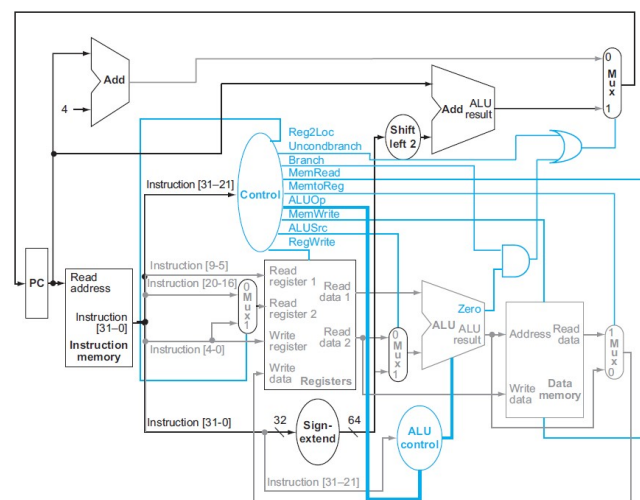 Add
4
0
M
u
x
1
Add
ALU
result
Shift
left 2
Reg2Loc
Uncondbranch
Branch
MemRead
MemtoReg
ALUOp
MemWrite
ALUSrc
RegWrite
Control
Instruction [31–21]
PC
Read
address
Instruction
[31–0]
Instruction
memory
Instruction [9-5]
Instruction [20-16]
Instruction [4-0]
0
M
u
x
1
Read
register 1
Read
register 2
Write
register
Write
data
Read
data 1
Read
data 2
Registers
0
M
u
x
1
Zero
ALU
ALU
result
Address
Read
data
Write
data
Data
memory
1
M
u
x
0
Instruction [31-0]
32
Sign-
extend
64
ALU
control
Instruction [31–21]